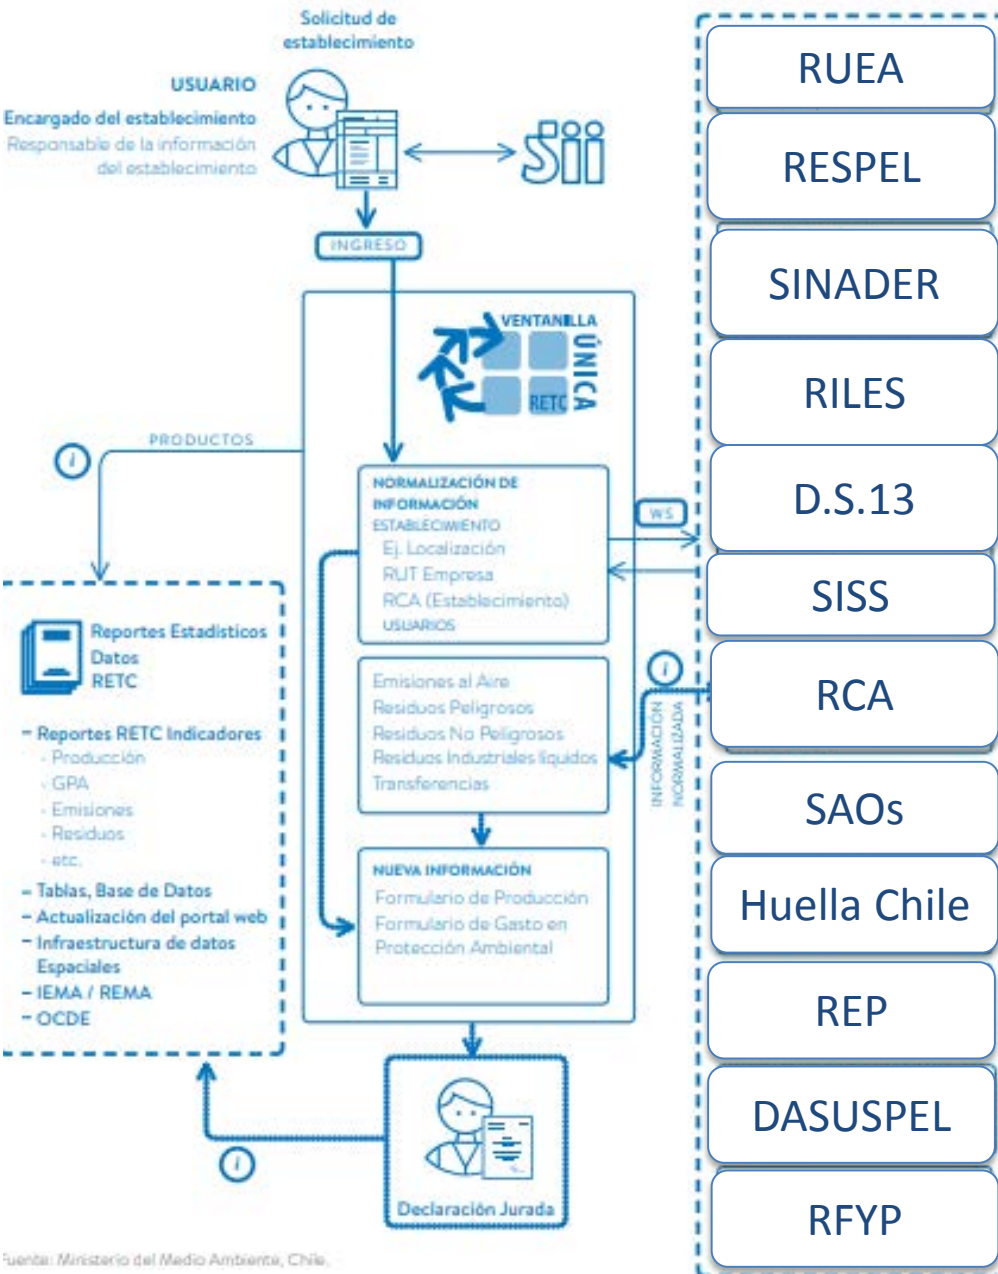 Solicitud de
establecimiento
USUARIO
Encargado del establecimiento
Responsable de la información
del establecimiento
Sii
INGRESO
VENTANILLA
ÚNICA
RETC
PRODUCTOS
i
NORMALIZACIÓN DE
INFORMACIÓN
ESTABLECIMIENTO
Ej. Localización
RUT Empresa
RCA (Establecimiento)
USUARIOS
WS
Emisiones al Aire
Residuos Peligrosos
Residuos No Peligrosos
Residuos Industriales líquidos
Transferencias
i
INFORMACIÓN
NORMALIZADA
NUEVA INFORMACIÓN
Formulario de Producción
Formulario de Gasto en
Protección Ambiental
Reportes Estadísticos
Datos
RETC
– Reportes RETC Indicadores
- Producción
- GPA
- Emisiones
- Residuos
- etc.
– Tablas, Base de Datos
– Actualización del portal web
– Infraestructura de datos
Espaciales
– IEMA / REMA
– OCDE
i
Declaración Jurada
RUEA
RESPEL
SINADER
RILES
D.S.13
SISS
RCA
SAOs
Huella Chile
REP
DASUSPEL
RFYP
Fuente: Ministerio del Medio Ambiente, Chile.